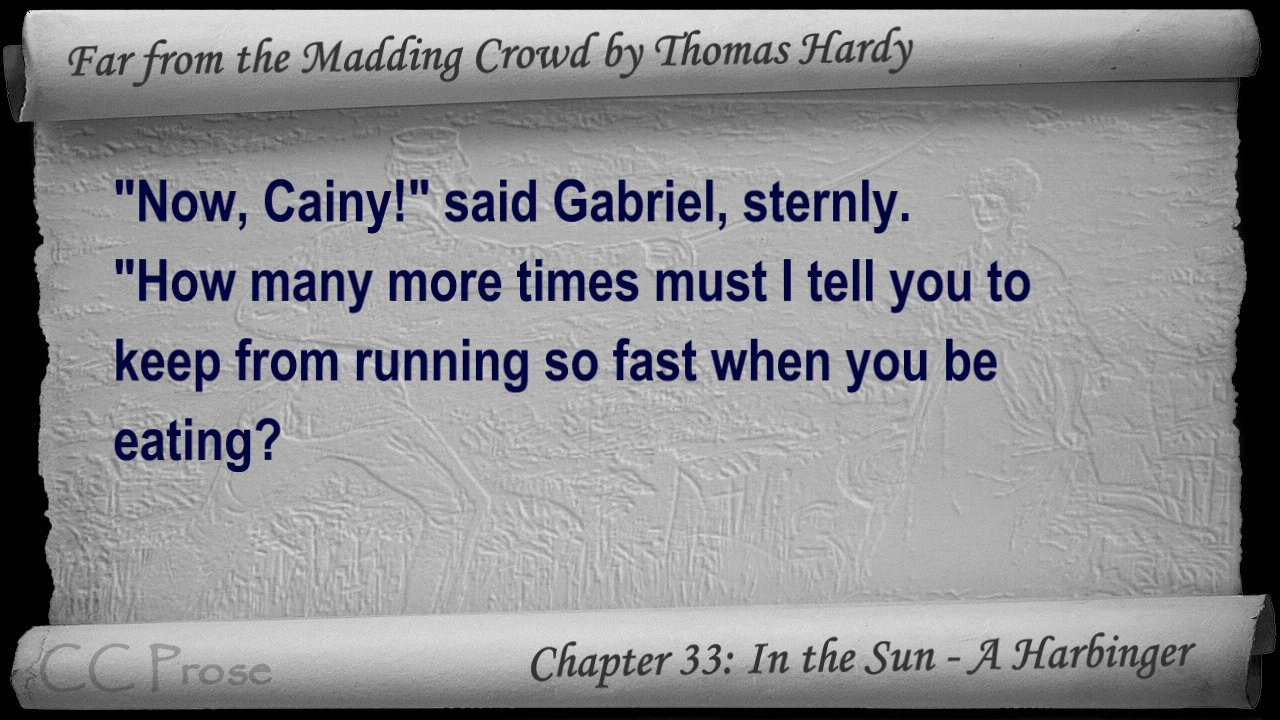 Far from the Madding Crowd by Thomas Hardy
"Now, Cainy!" said Gabriel, sternly.
"How many more times must I tell you to
keep from running so fast when you be
eating?
CC Prose
Chapter 33: In the Sun - A Harbinger